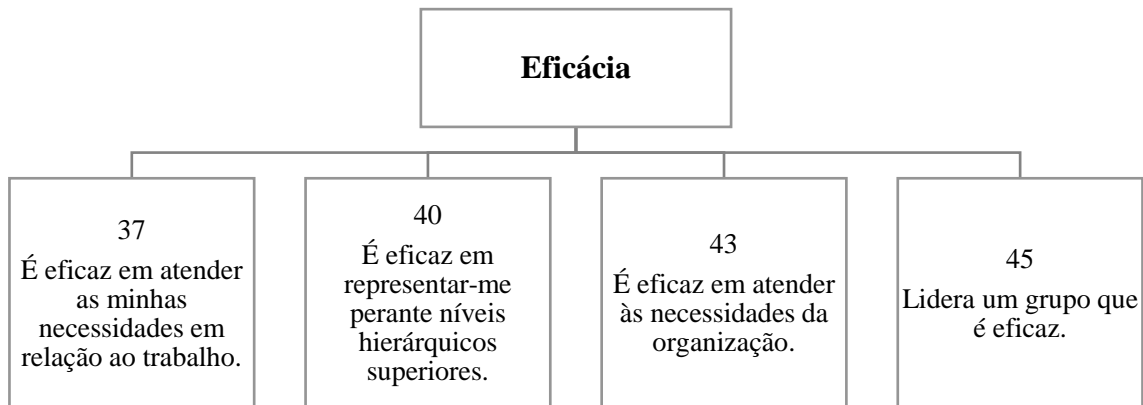 Eficácia
37
É eficaz em atender
as minhas
necessidades em
relação ao trabalho.
40
É eficaz em
representar-me
perante níveis
hierárquicos
superiores.
43
É eficaz em atender
às necessidades da
organização.
45
Lidera um grupo que
é eficaz.